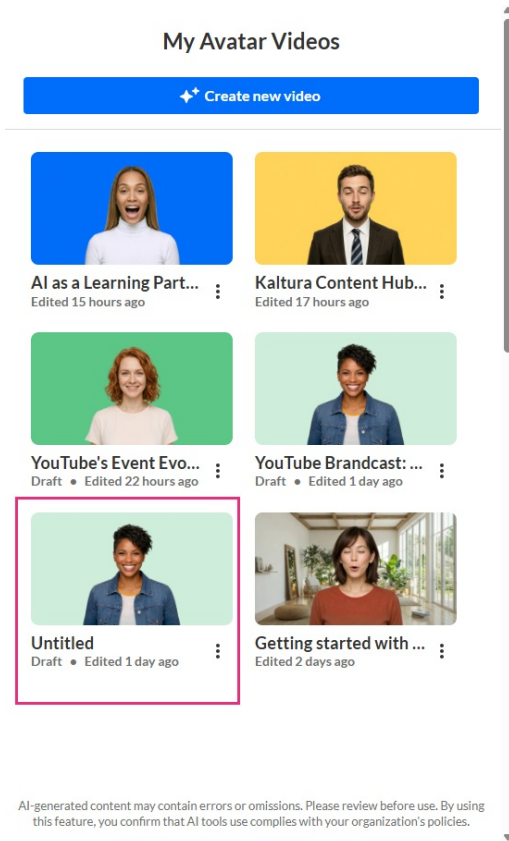 My Avatar Videos
Create new video
AI as a Learning Part...
Edited 15 hours ago
Kaltura Content Hub...
Edited 17 hours ago
YouTube's Event Evo...
Draft • Edited 22 hours ago
YouTube Brandcast: ...
Draft • Edited 1 day ago
Untitled
Draft • Edited 1 day ago
Getting started with ...
Edited 2 days ago
AI-generated content may contain errors or omissions. Please review before use. By using
this feature, you confirm that AI tools use complies with your organization's policies.